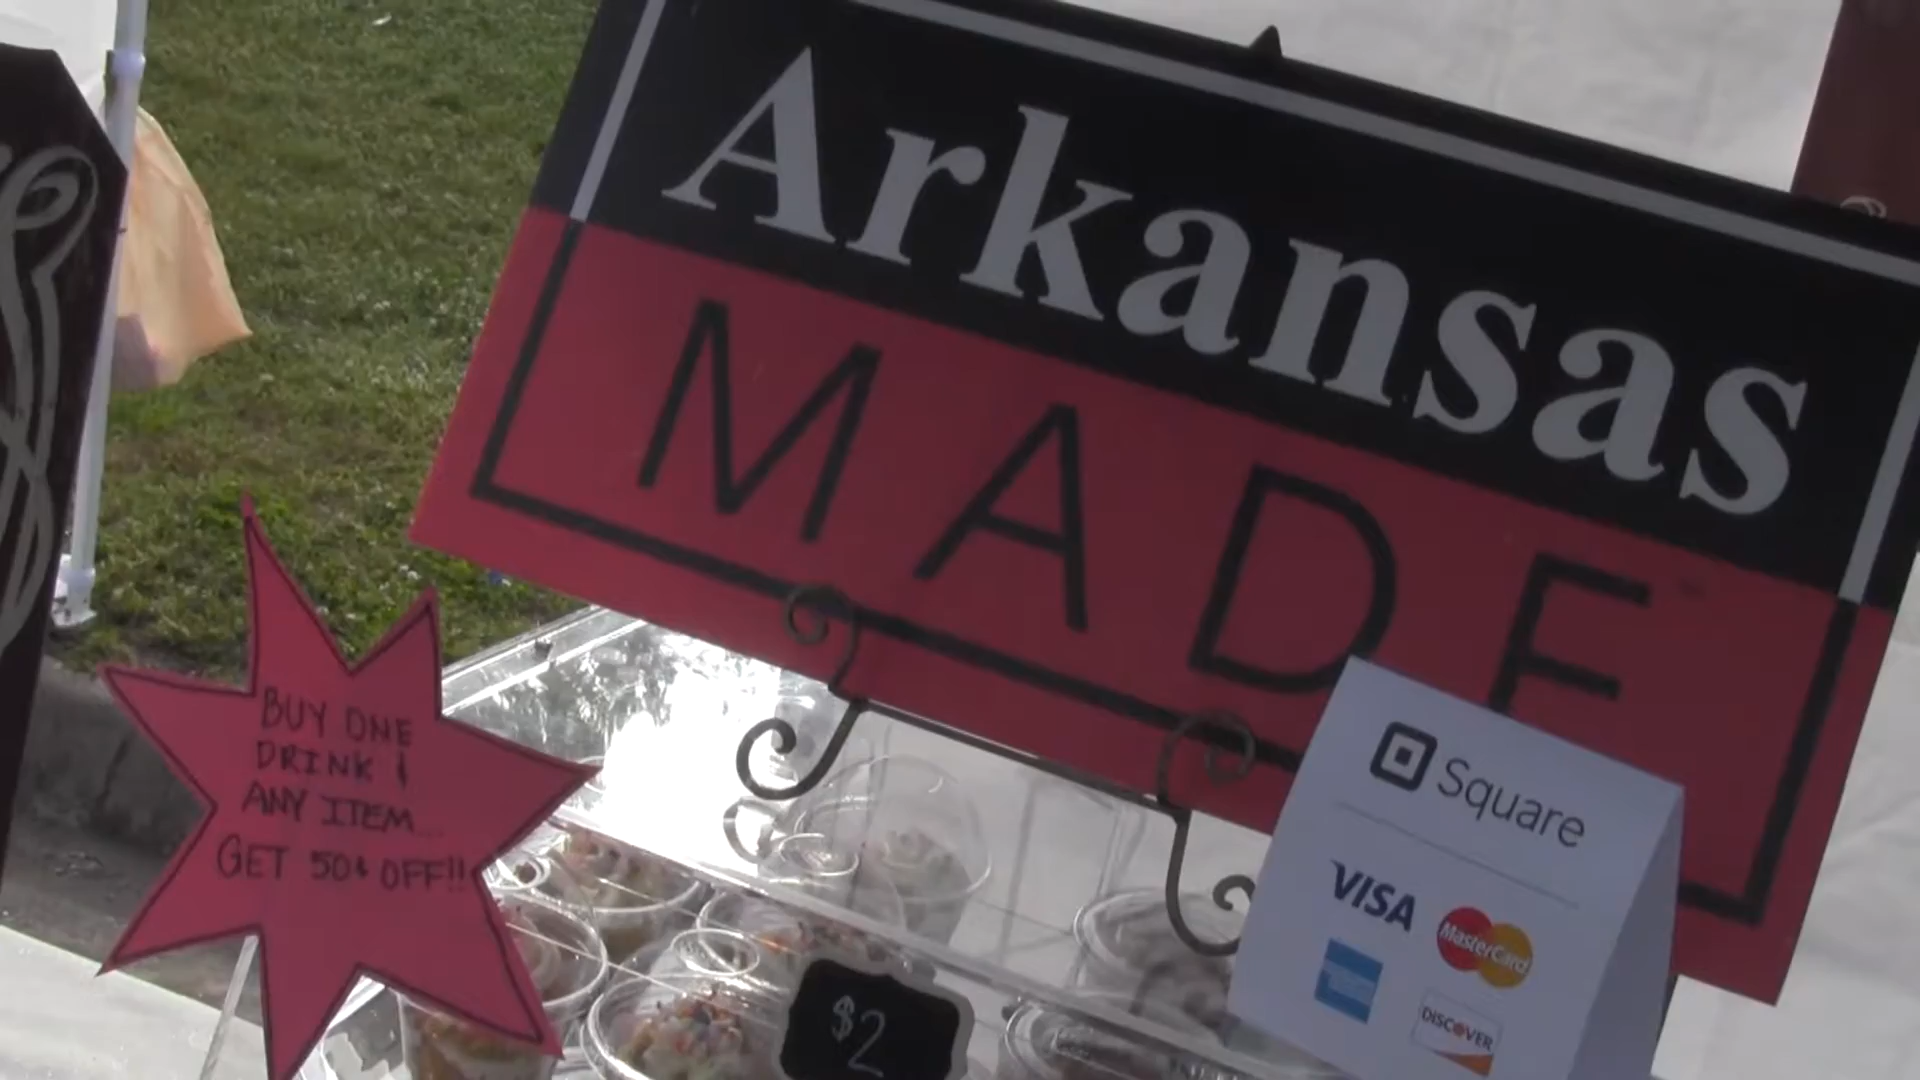 Arkansas
MADE
BUY ONE
DRINK &
ANY ITEM...
GET 50¢ OFF!!
Square
VISA
MasterCard
DISCOVER
$2